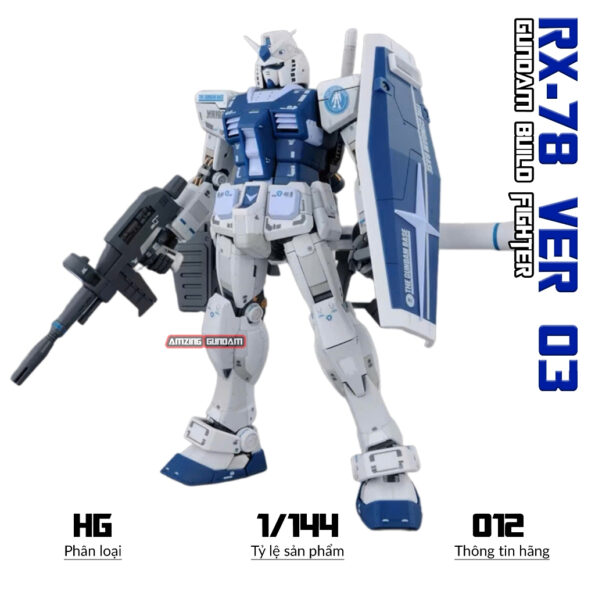 RX-78 VER 03
GUNDAM BUILD FIGHTER
THE GUNDAM BASE
AMZING GUNDAM
HG
1/144
012
Phân loại
Tỷ lệ sản phẩm
Thông tin hãng